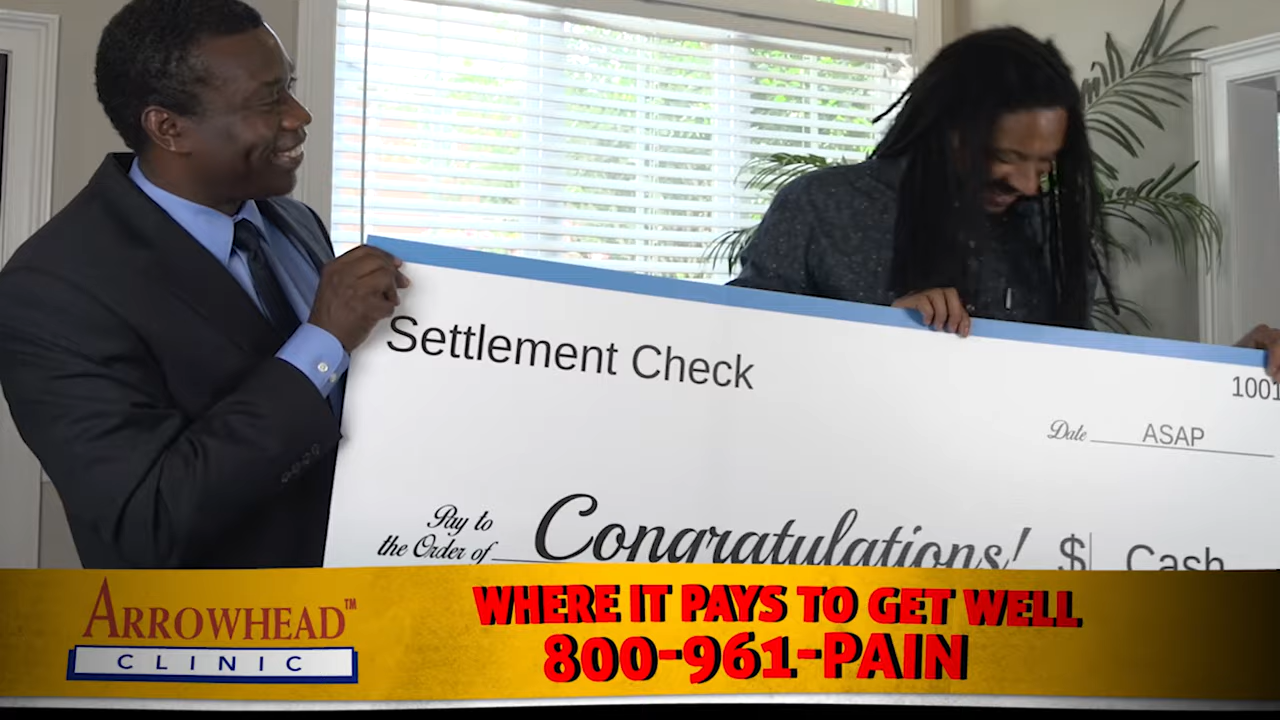 Settlement Check
1001
Date ASAP
Pay to
the Order of Congratulations! $ Cash
ARROWHEAD™
CLINIC
WHERE IT PAYS TO GET WELL
800-961-PAIN